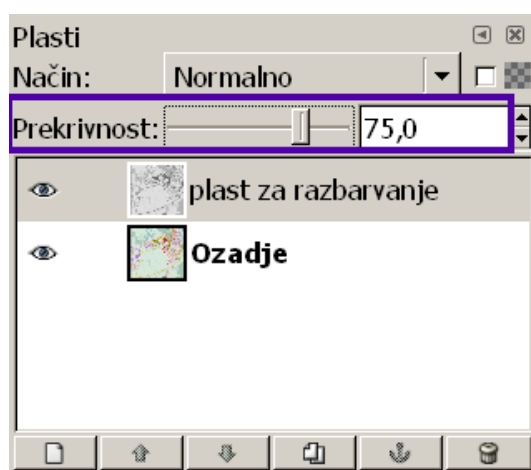 Plasti
Način: Normalno
Prekrivnost: 75,0
plast za razbarvanje
Ozadje